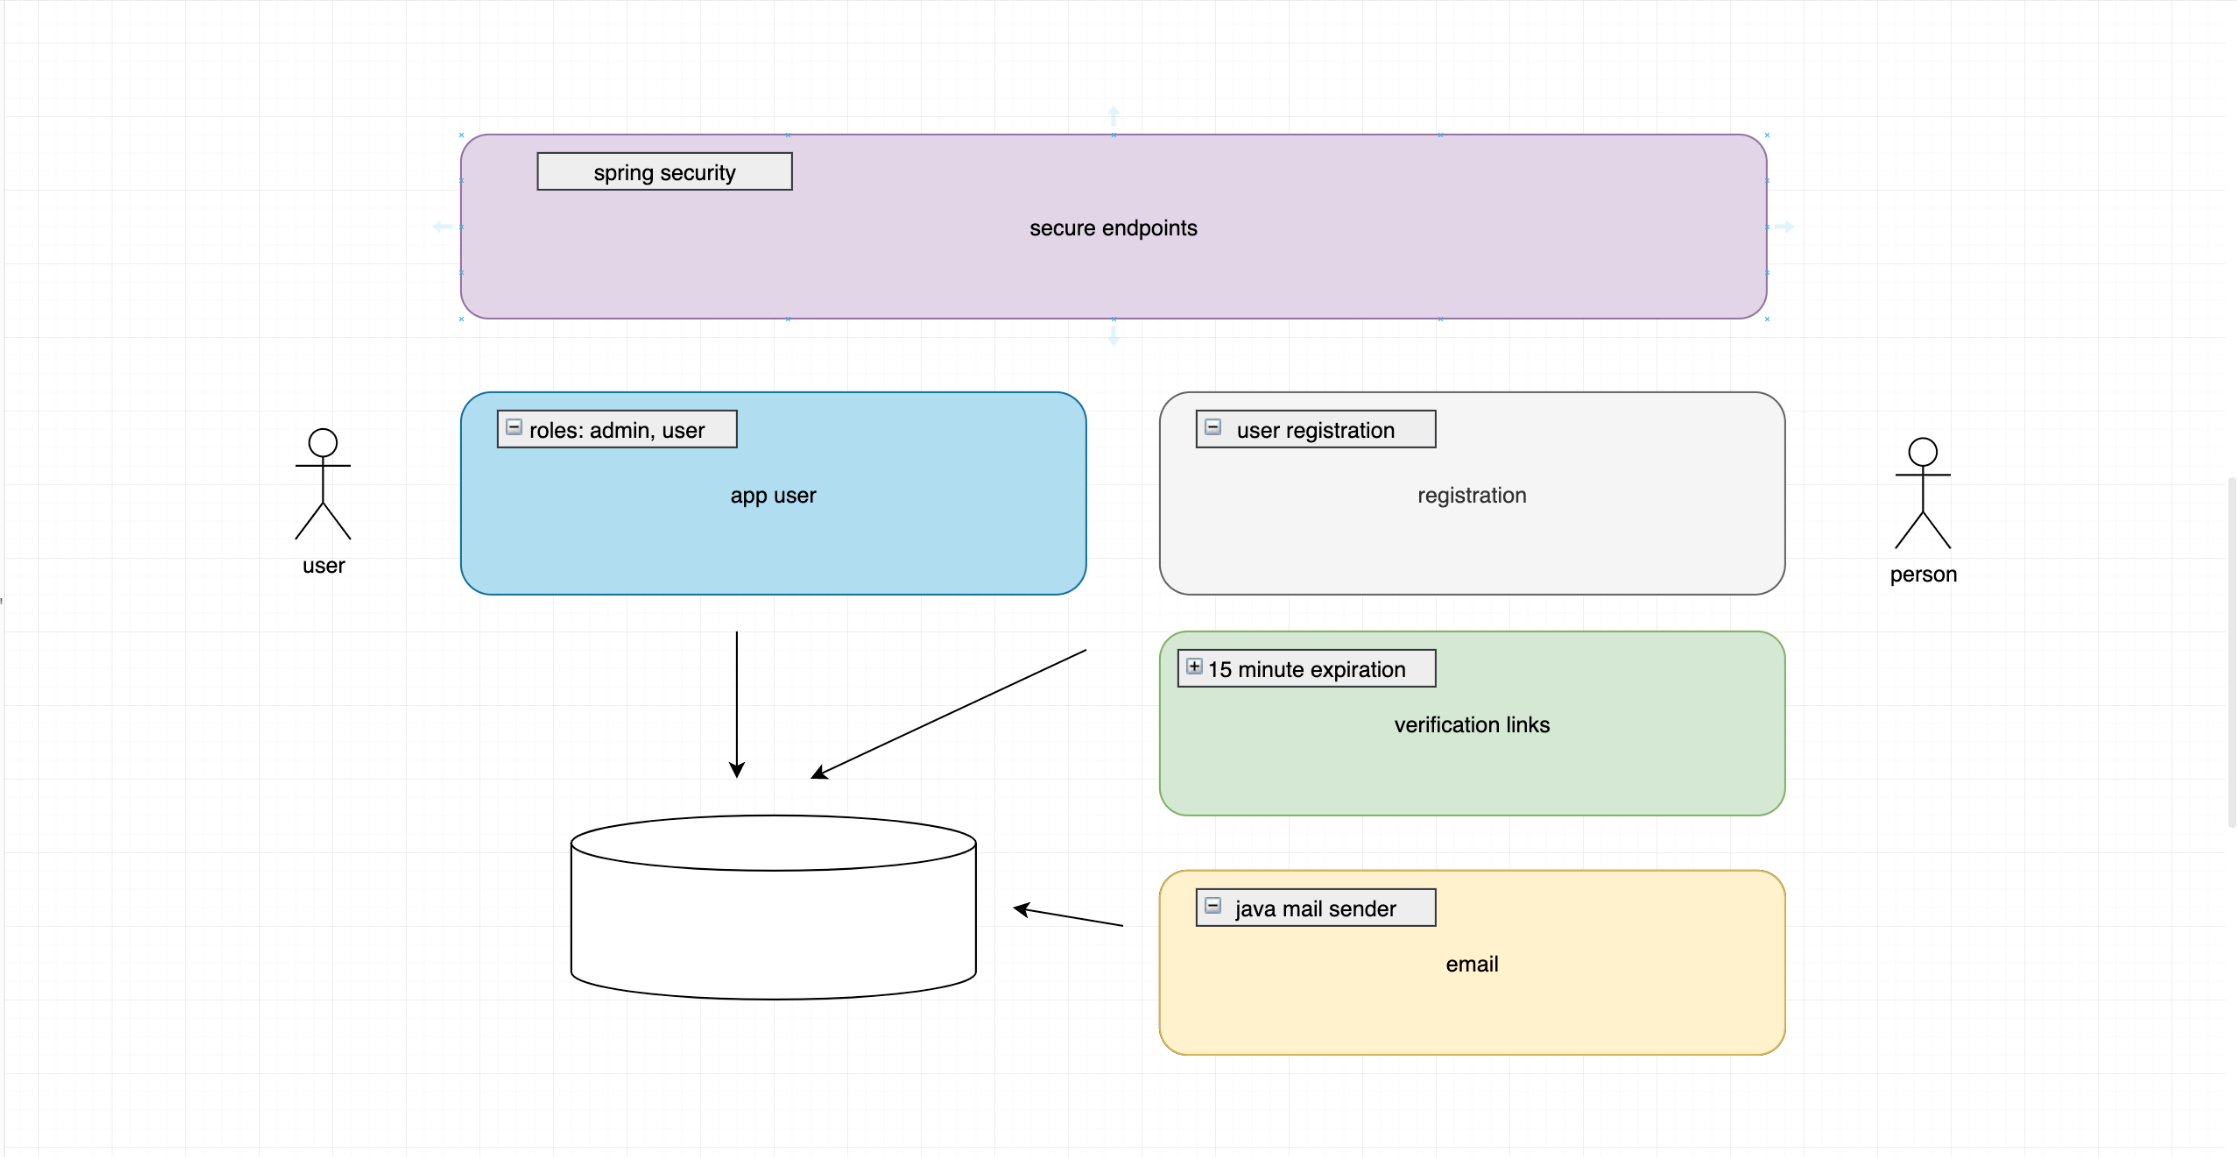 spring security
secure endpoints
roles: admin, user
app user
user registration
registration
user
person
15 minute expiration
verification links
java mail sender
email